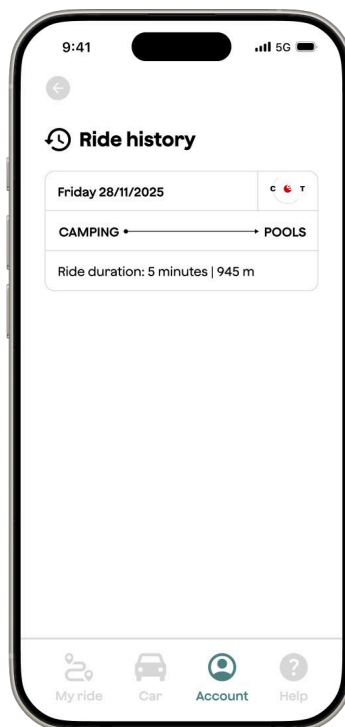 9:41
5G
Ride history
Friday 28/11/2025
C T
CAMPING POOLS
Ride duration: 5 minutes | 945 m
My ride Car Account Help